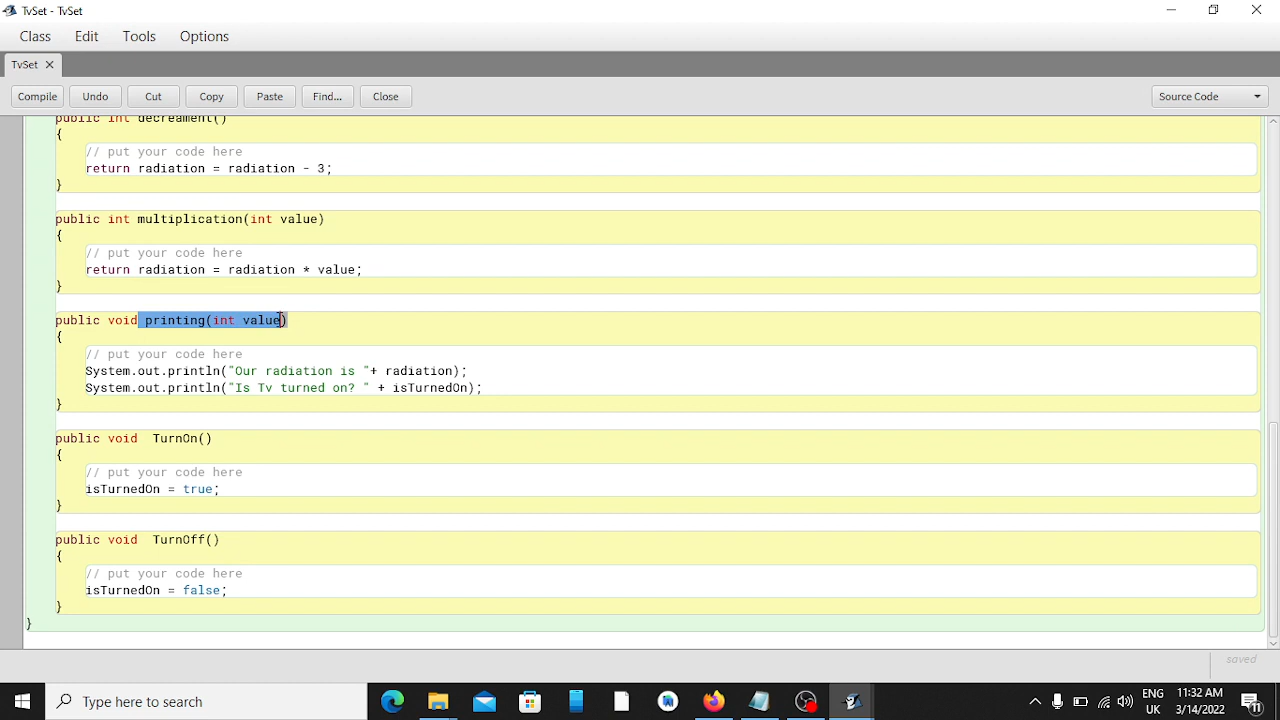 TvSet - TvSet
Class Edit Tools Options
TvSet
Compile Undo Cut Copy Paste Find... Close Source Code
public int decreament()
{
// put your code here
return radiation = radiation - 3;
}
public int multiplication(int value)
{
// put your code here
return radiation = radiation * value;
}
public void printing(int value)
{
// put your code here
System.out.println("Our radiation is "+ radiation);
System.out.println("Is Tv turned on? " + isTurnedOn);
}
public void  TurnOn()
{
// put your code here
isTurnedOn = true;
}
public void  TurnOff()
{
// put your code here
isTurnedOn = false;
}
}
saved
Type here to search
ENG 11:32 AM
UK 3/14/2022 11